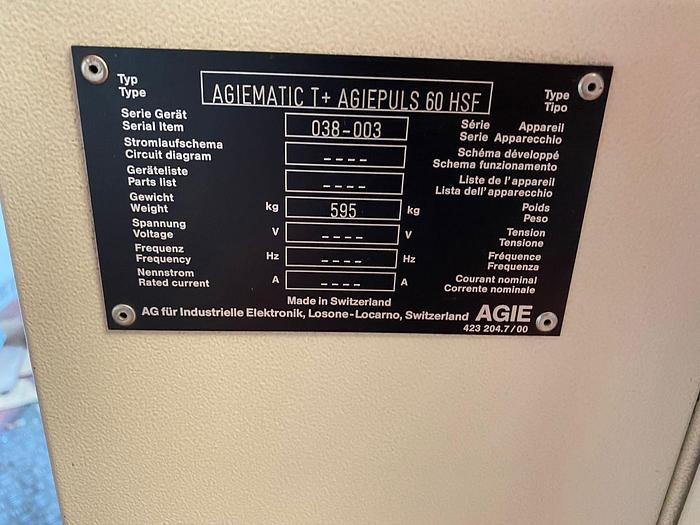 Typ
Type
AGIEMATIC T+ AGIEPULS 60 HSF
Type
Tipo
Serie Gerät
Serial Item
038-003
Série Appareil
Serie Apparecchio
Stromlaufschema
Circuit diagram
----
Schéma développé
Schema funzionamento
Geräteliste
Parts list
----
Liste de l'appareil
Lista dell'apparecchio
Gewicht
Weight
kg 595 kg
Poids
Peso
Spannung
Voltage
V ---- V
Tension
Tensione
Frequenz
Frequency
Hz ---- Hz
Fréquence
Frequenza
Nennstrom
Rated current
A ---- A
Courant nominal
Corrente nominale
Made in Switzerland
AG für Industrielle Elektronik, Losone-Locarno, Switzerland AGIE
423 204.7/00